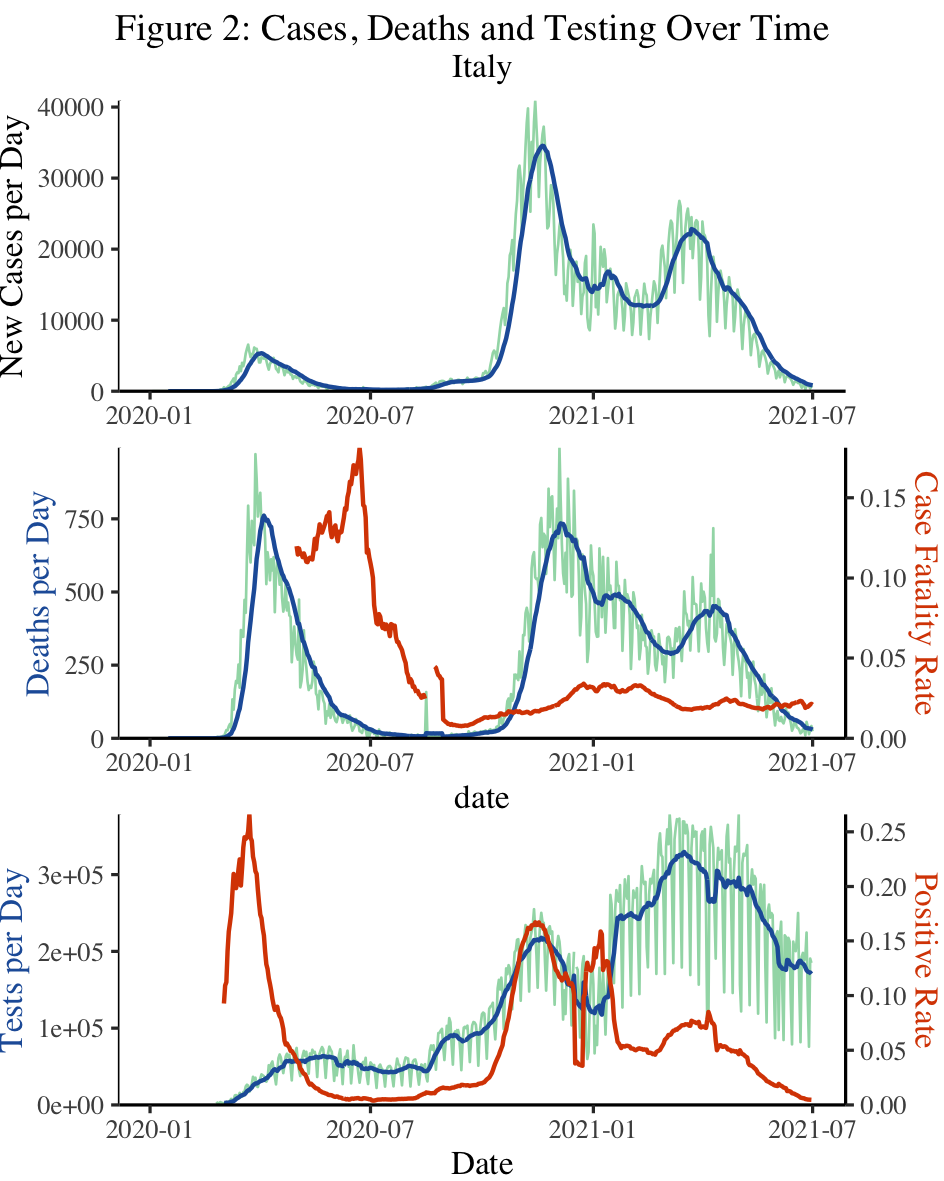 Figure 2: Cases, Deaths and Testing Over Time
Italy
New Cases per Day
40000
30000
20000
10000
0
2020-01 2020-07 2021-01 2021-07
Deaths per Day
750
500
250
0
Case Fatality Rate
0.15
0.10
0.05
0.00
2020-01 2020-07 2021-01 2021-07
date
Tests per Day
3e+05
2e+05
1e+05
0e+00
Positive Rate
0.25
0.20
0.15
0.10
0.05
0.00
2020-01 2020-07 2021-01 2021-07
Date